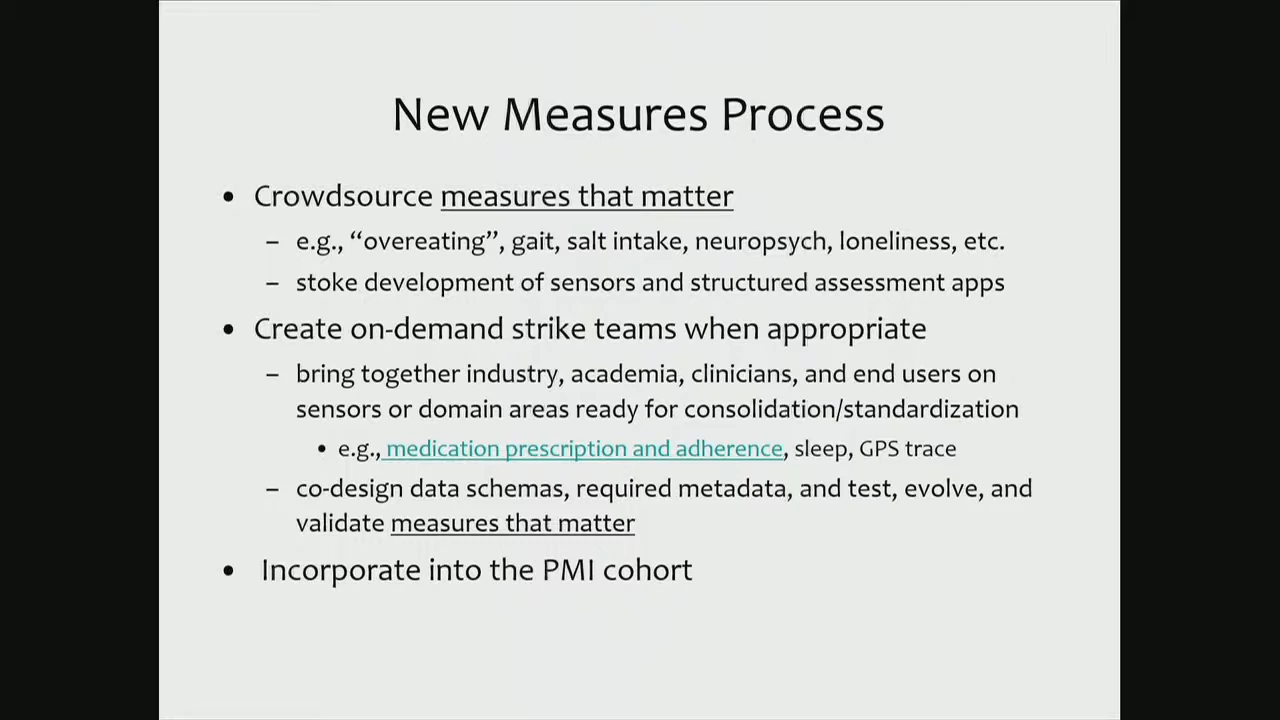 New Measures Process
• Crowdsource measures that matter
– e.g., “overeating”, gait, salt intake, neuropsych, loneliness, etc.
– stoke development of sensors and structured assessment apps
• Create on-demand strike teams when appropriate
– bring together industry, academia, clinicians, and end users on
sensors or domain areas ready for consolidation/standardization
• e.g., medication prescription and adherence, sleep, GPS trace
– co-design data schemas, required metadata, and test, evolve, and
validate measures that matter
• Incorporate into the PMI cohort